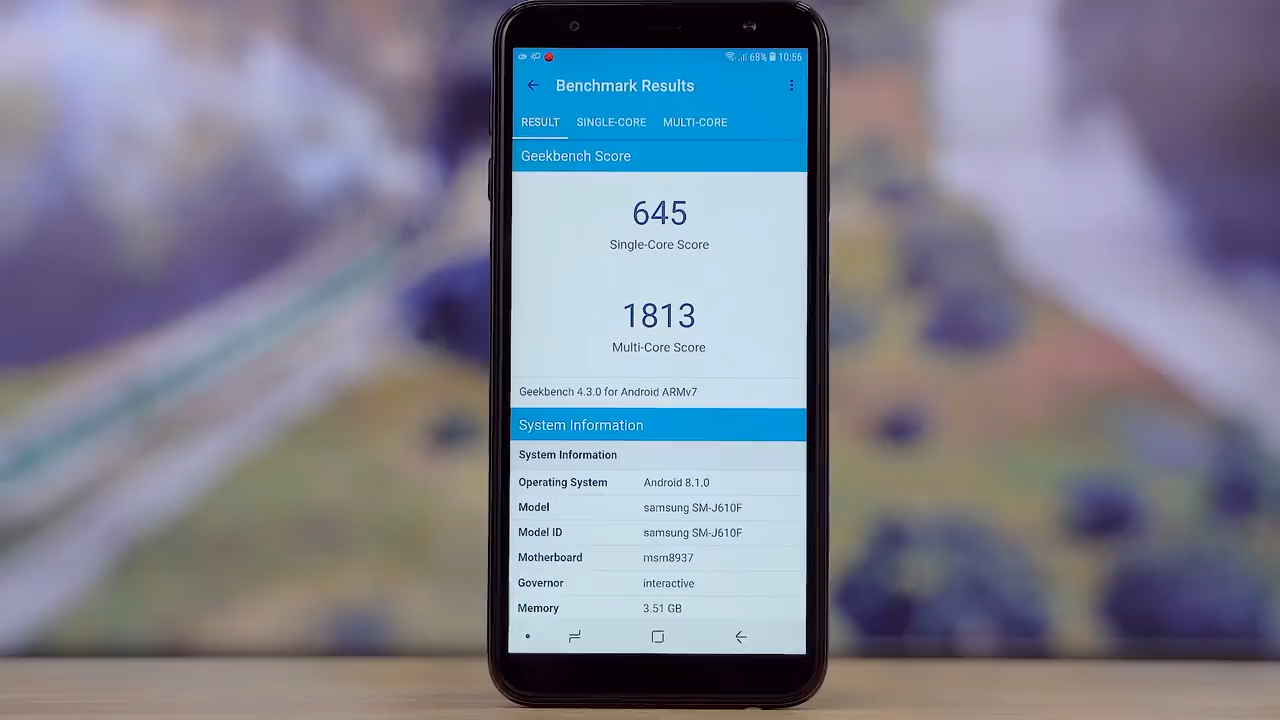 68% 10:56
Benchmark Results
RESULT SINGLE-CORE MULTI-CORE
Geekbench Score
645
Single-Core Score
1813
Multi-Core Score
Geekbench 4.3.0 for Android ARMv7
System Information
System Information
Operating System Android 8.1.0
Model samsung SM-J610F
Model ID samsung SM-J610F
Motherboard msm8937
Governor interactive
Memory 3.51 GB